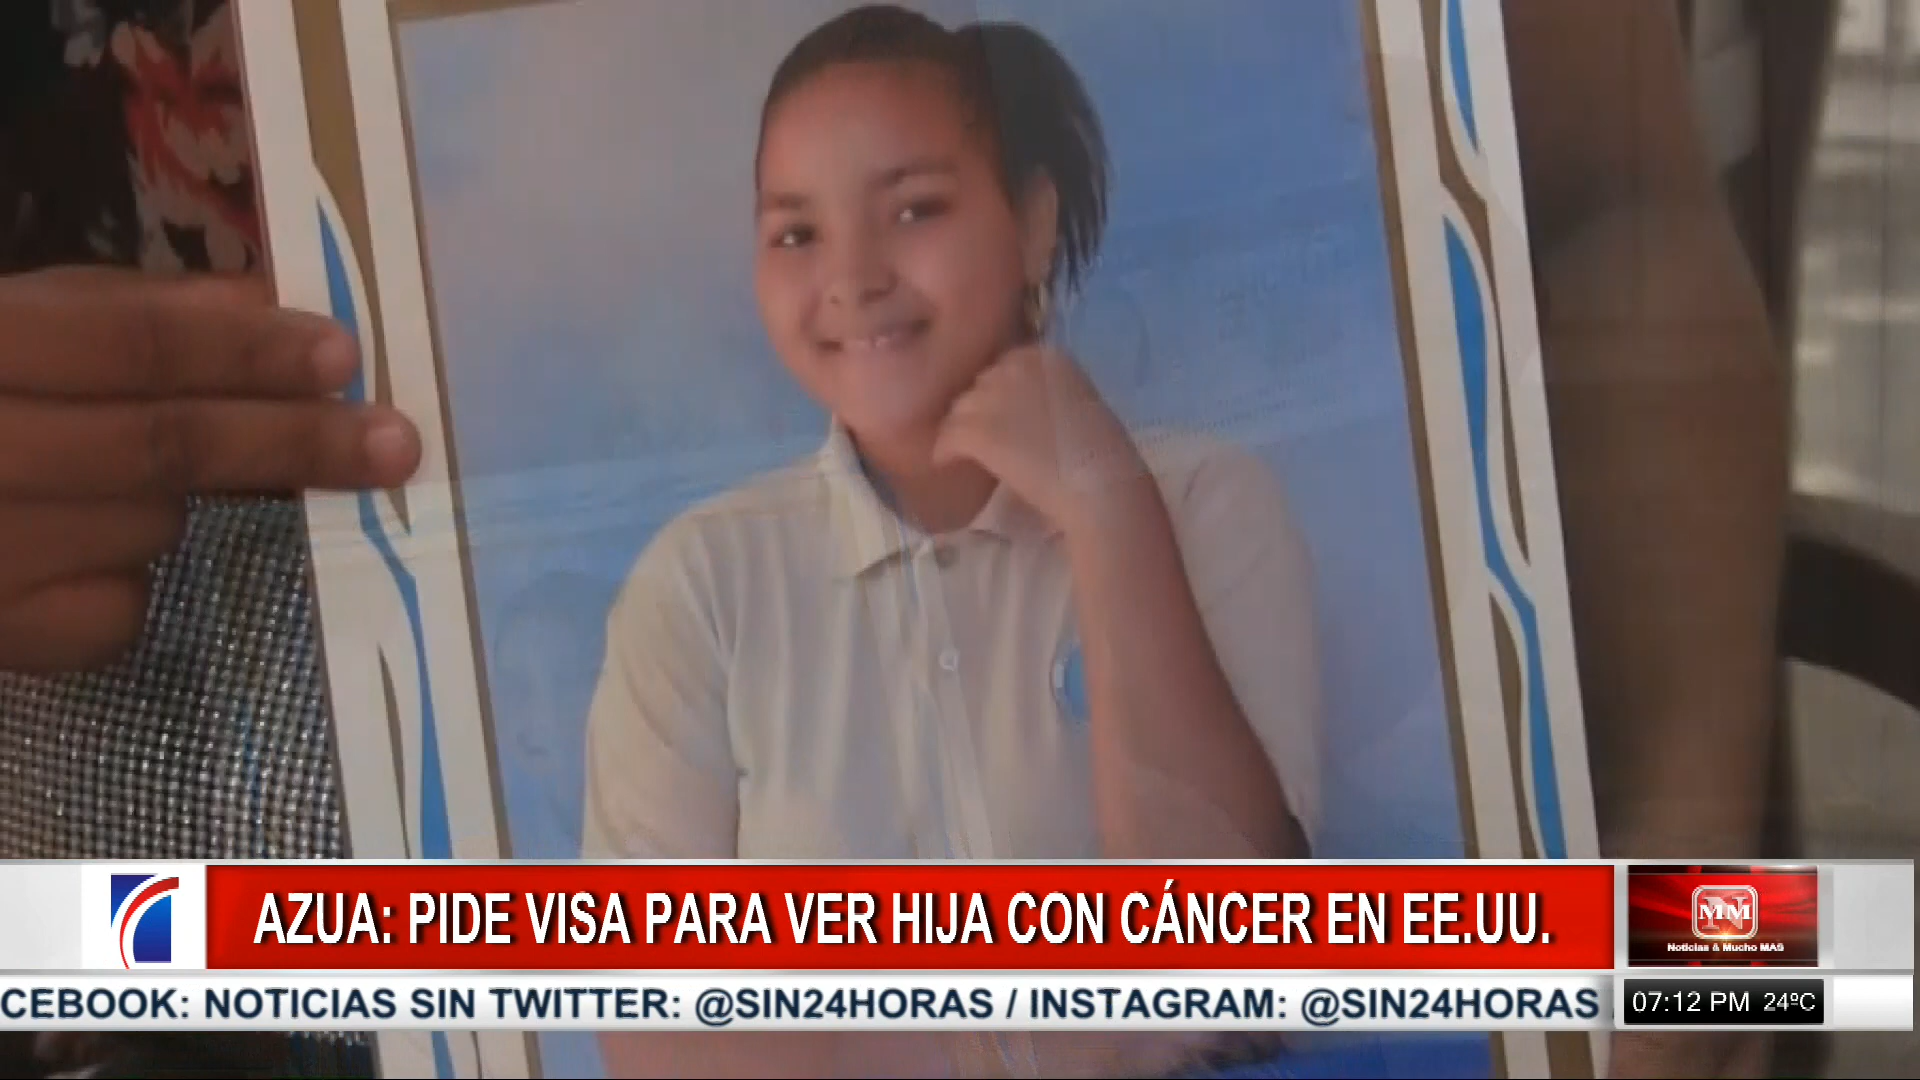 AZUA: PIDE VISA PARA VER HIJA CON CÁNCER EN EE.UU.
MM
N
Noticias & Mucho MAS
CEBOOK: NOTICIAS SIN TWITTER: @SIN24HORAS / INSTAGRAM: @SIN24HORAS
07:12 PM 24ºC